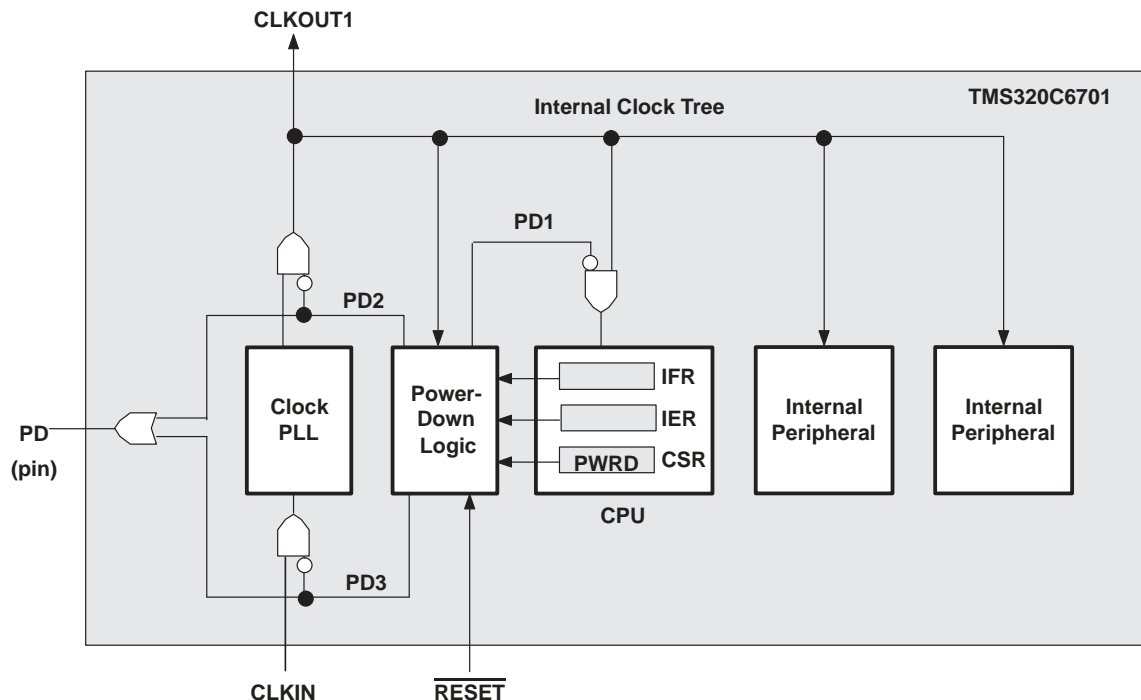 CLKOUT1
TMS320C6701
Internal Clock Tree
PD1
PD2
Clock
PLL
Power-
Down
Logic
IFR
IER
PWRD
CSR
CPU
Internal
Peripheral
Internal
Peripheral
PD
(pin)
PD3
CLKIN
RESET